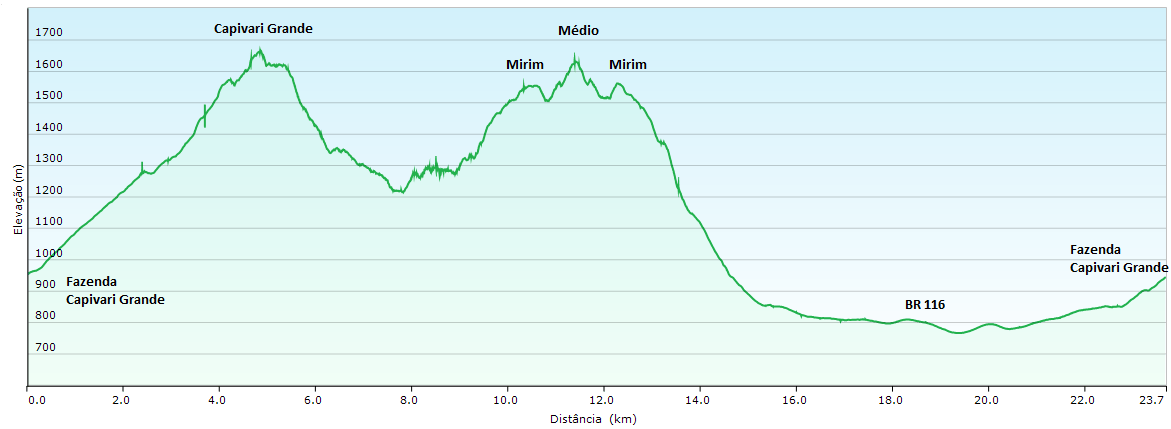 Capivari Grande
Médio
Mirim
Mirim
1700
1600
1500
1400
1300
1200
1100
1000
900
800
700
Elevação (m)
Fazenda
Capivari Grande
BR 116
Fazenda
Capivari Grande
0.0 2.0 4.0 6.0 8.0 10.0 12.0 14.0 16.0 18.0 20.0 22.0 23.7
Distância (km)